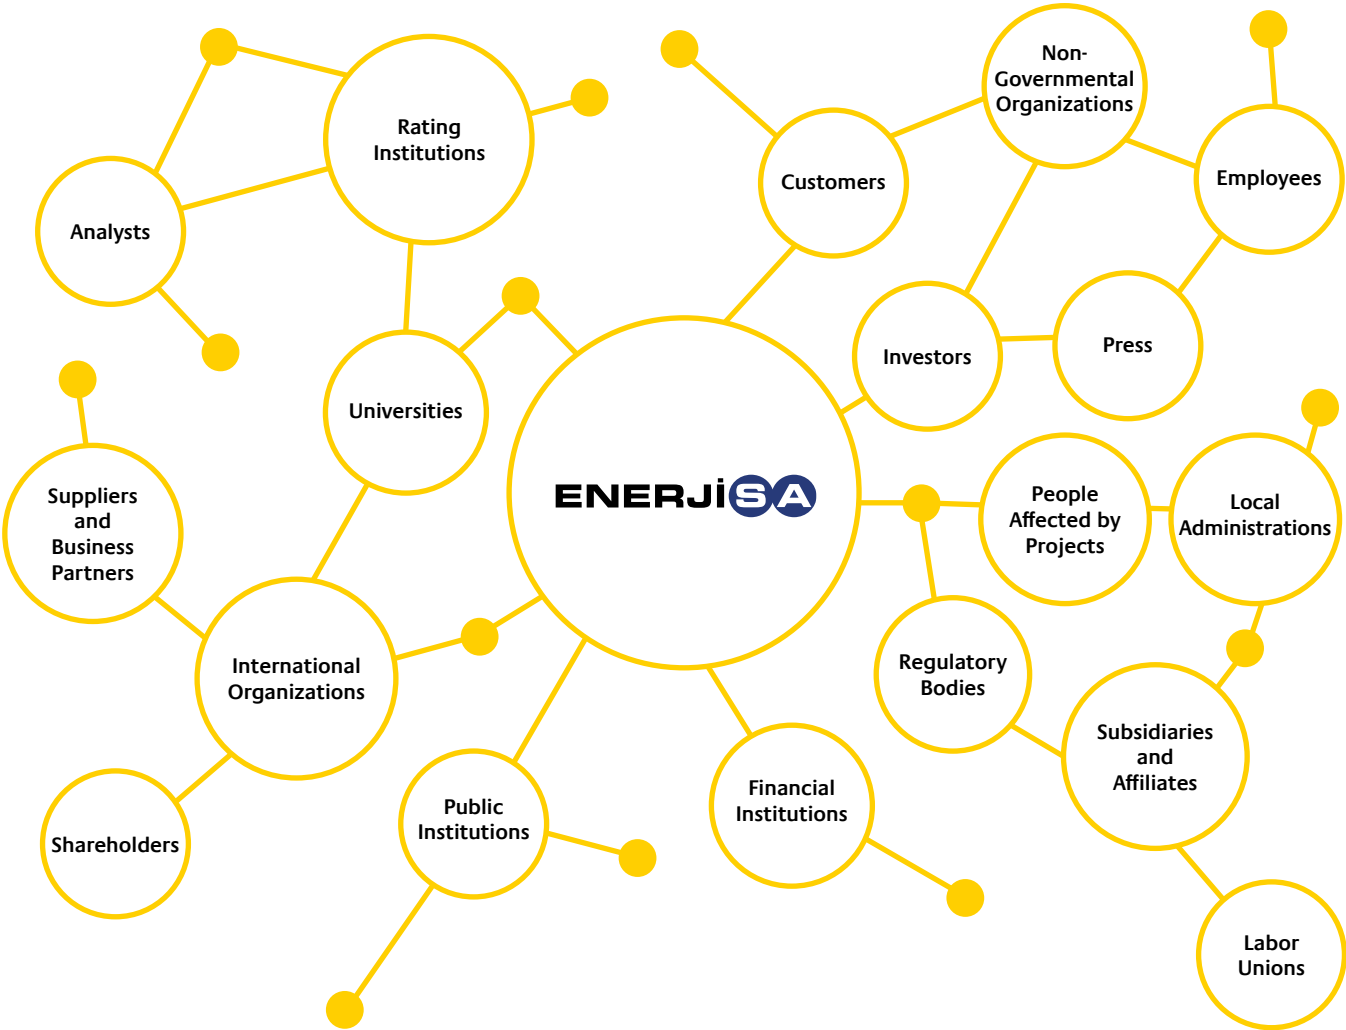 Non-
Governmental
Organizations
Rating
Institutions
Customers
Employees
Analysts
Investors
Press
Universities
ENERJİSA
Suppliers
and
Business
Partners
People
Affected by
Projects
Local
Administrations
International
Organizations
Regulatory
Bodies
Subsidiaries
and
Affiliates
Financial
Institutions
Public
Institutions
Shareholders
Labor
Unions